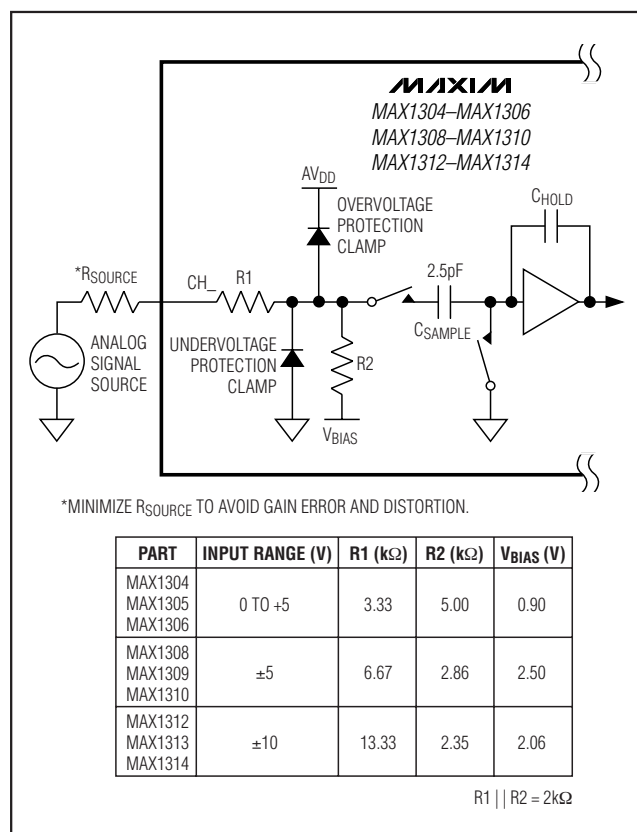 MAXIM
MAX1304–MAX1306
MAX1308–MAX1310
MAX1312–MAX1314
AVDD
OVERVOLTAGE
PROTECTION
CLAMP
CHOLD
*RSOURCE
CH_
R1
2.5pF
CSAMPLE
ANALOG
SIGNAL
SOURCE
UNDERVOLTAGE
PROTECTION
CLAMP
R2
VBIAS
*MINIMIZE RSOURCE TO AVOID GAIN ERROR AND DISTORTION.
PART INPUT RANGE (V) R1 (kΩ) R2 (kΩ) VBIAS (V)
MAX1304
MAX1305
MAX1306
0 TO +5 3.33 5.00 0.90
MAX1308
MAX1309
MAX1310
±5 6.67 2.86 2.50
MAX1312
MAX1313
MAX1314
±10 13.33 2.35 2.06
R1 || R2 = 2kΩ